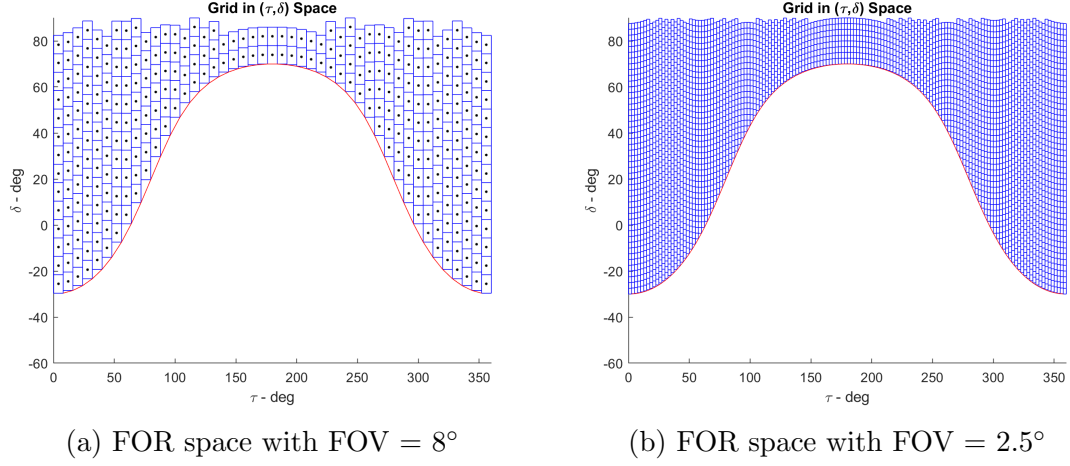 Grid in (τ,δ) Space
80
60
40
20
0
-20
-40
-60
δ - deg
0 50 100 150 200 250 300 350
τ - deg
(a) FOR space with FOV = 8°
Grid in (τ,δ) Space
80
60
40
20
0
-20
-40
-60
δ - deg
0 50 100 150 200 250 300 350
τ - deg
(b) FOR space with FOV = 2.5°